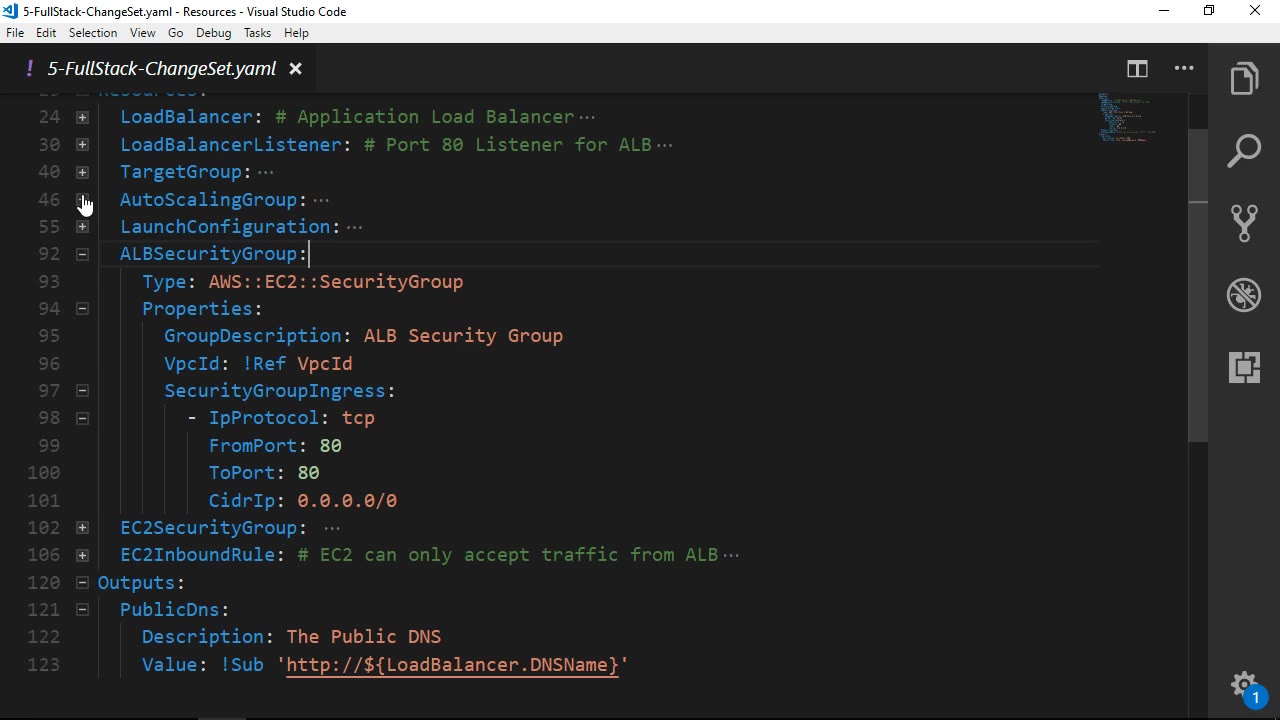 5-FullStack-ChangeSet.yaml - Resources - Visual Studio Code
File Edit Selection View Go Debug Tasks Help
! 5-FullStack-ChangeSet.yaml ×
23 Resources:
24 LoadBalancer: # Application Load Balancer···
30 LoadBalancerListener: # Port 80 Listener for ALB···
40 TargetGroup:···
46 AutoScalingGroup:···
55 LaunchConfiguration:···
92 ALBSecurityGroup:
93 Type: AWS::EC2::SecurityGroup
94 Properties:
95 GroupDescription: ALB Security Group
96 VpcId: !Ref VpcId
97 SecurityGroupIngress:
98 - IpProtocol: tcp
99 FromPort: 80
100 ToPort: 80
101 CidrIp: 0.0.0.0/0
102 EC2SecurityGroup: ···
106 EC2InboundRule: # EC2 can only accept traffic from ALB···
120 Outputs:
121 PublicDns:
122 Description: The Public DNS
123 Value: !Sub 'http://${LoadBalancer.DNSName}'
1